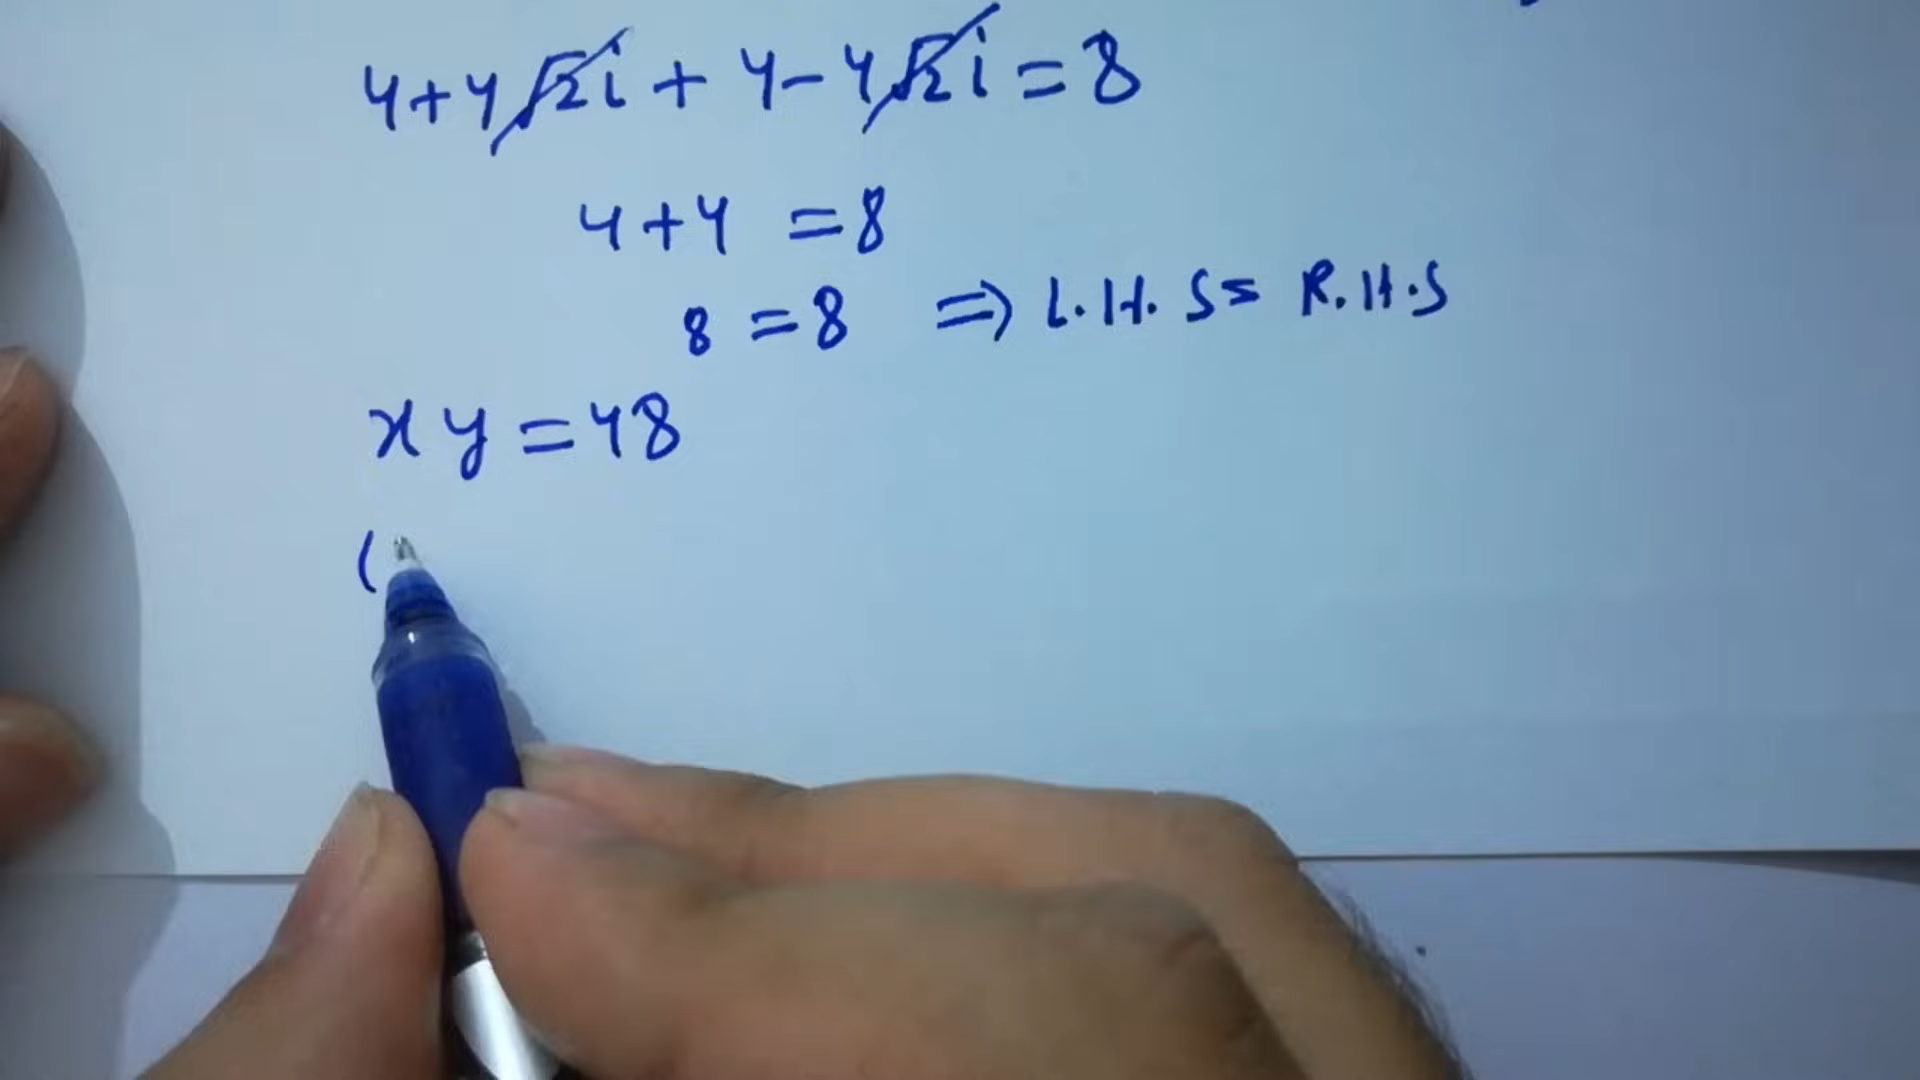 4+4√2i + 4-4√2i = 8
4+4 = 8
8 = 8 ⇒ L.H.S = R.H.S
xy = 48
(